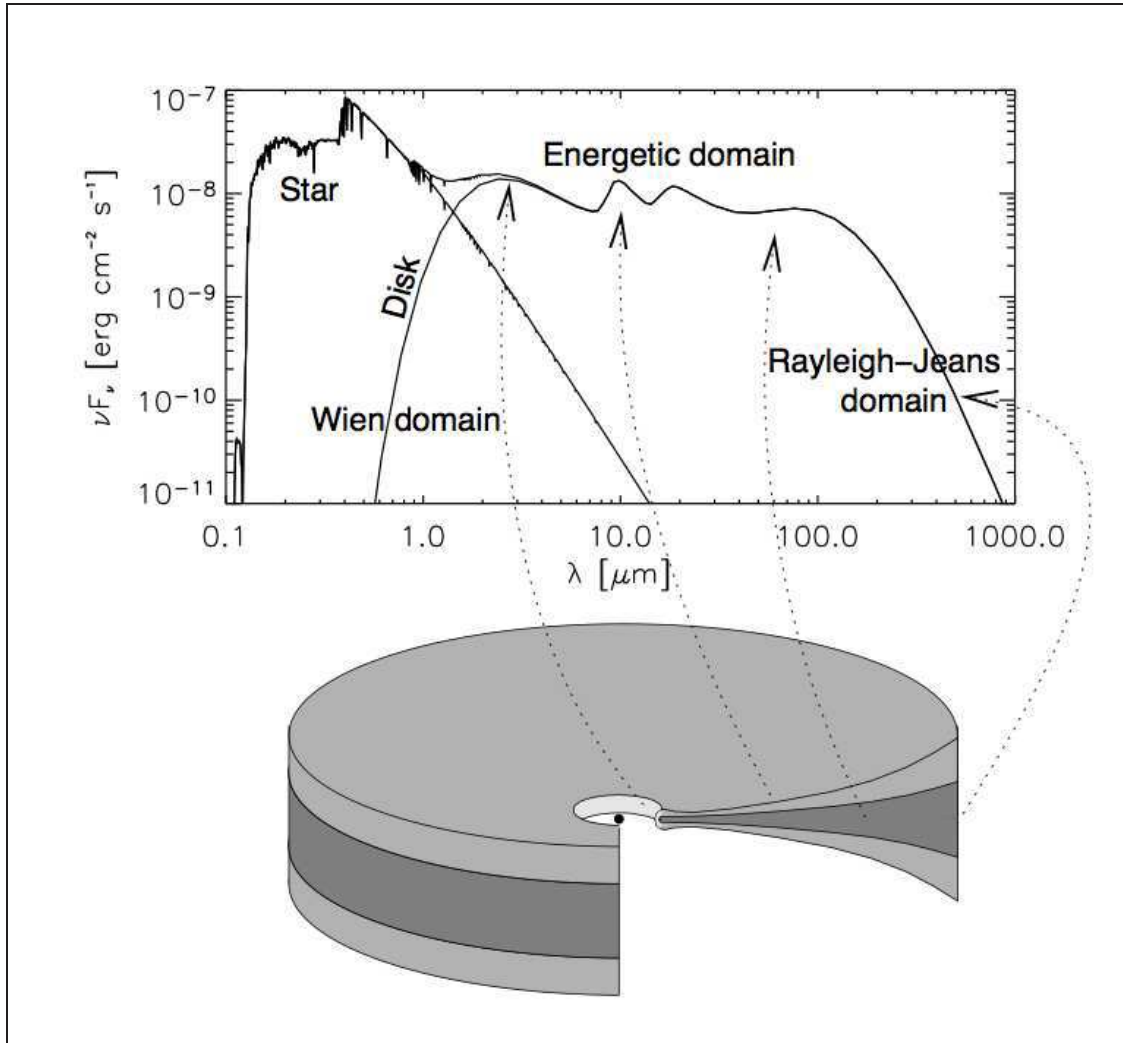 10⁻⁷
10⁻⁸
10⁻⁹
10⁻¹⁰
10⁻¹¹
νFᵥ [erg cm⁻² s⁻¹]
Star
Energetic domain
Disk
Wien domain
Rayleigh–Jeans
domain
0.1 1.0 10.0 100.0 1000.0
λ [μm]